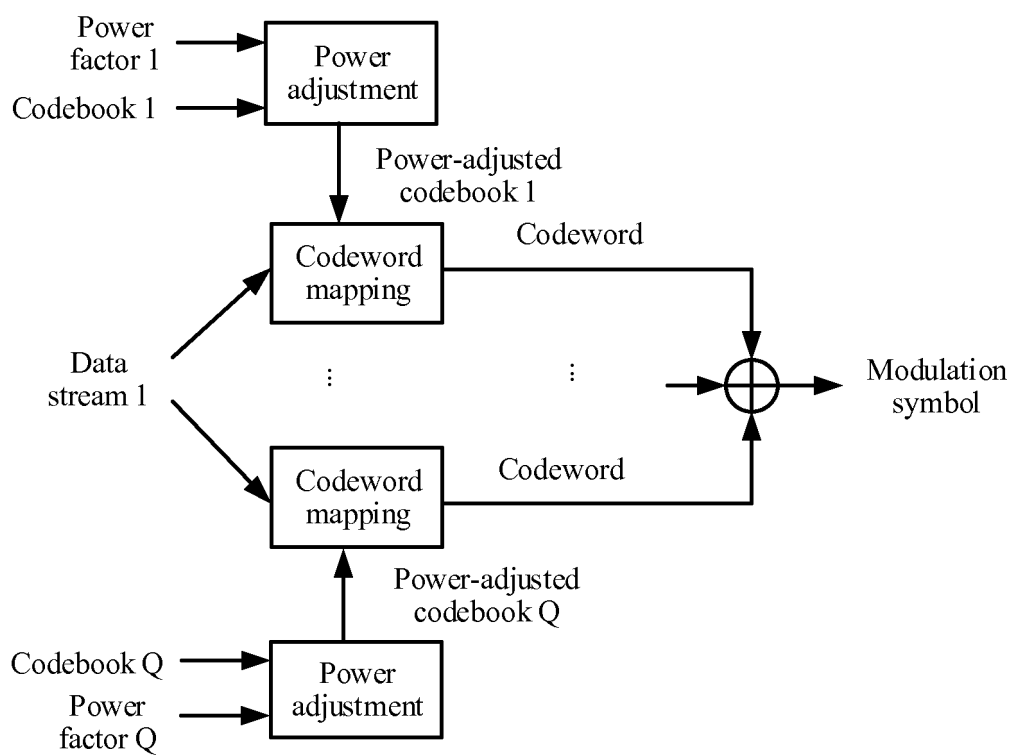 Power
factor 1
Codebook 1
Power
adjustment
Power-adjusted
codebook 1
Codeword
mapping
Codeword
Data
stream 1
...
...
Modulation
symbol
Codeword
mapping
Codeword
Power-adjusted
codebook Q
Codebook Q
Power
factor Q
Power
adjustment